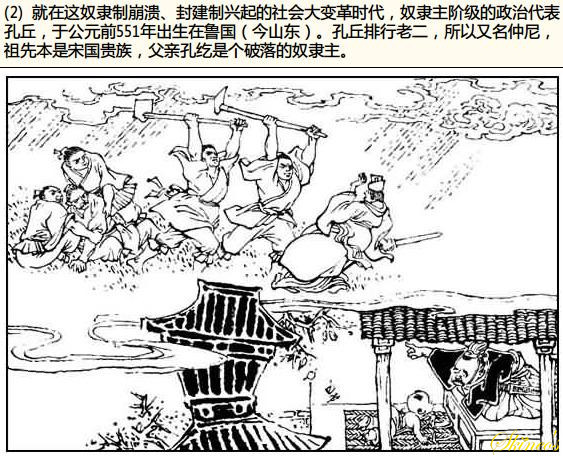 (2) 就在这奴隶制崩溃、封建制兴起的社会大变革时代，奴隶主阶级的政治代表
孔丘，于公元前551年出生在鲁国（今山东）。孔丘排行老二，所以又名仲尼，
祖先本是宋国贵族，父亲孔纥是个破落的奴隶主。